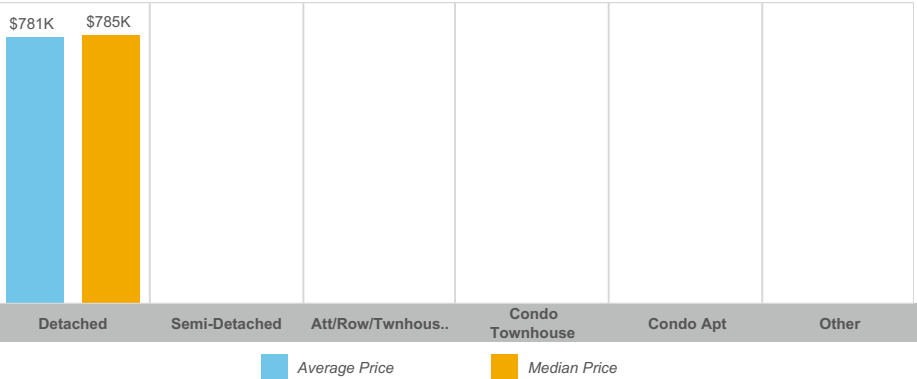 $781K
$785K
Detached
Semi-Detached
Att/Row/Twnhous..
Condo
Townhouse
Condo Apt
Other
Average Price
Median Price